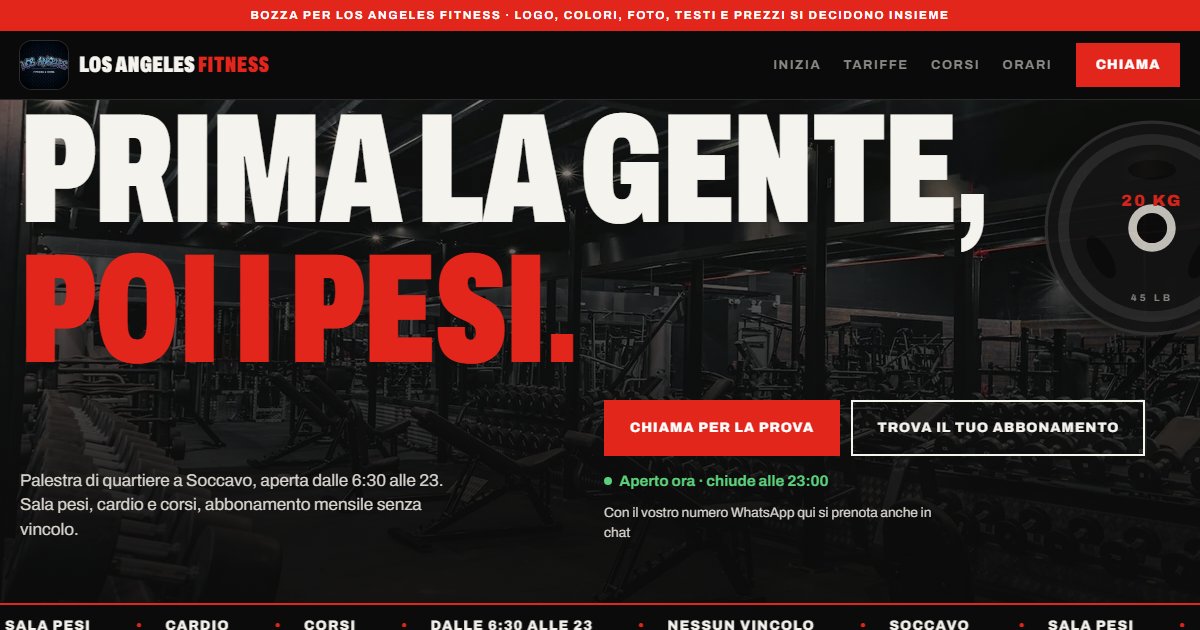 BOZZA PER LOS ANGELES FITNESS · LOGO, COLORI, FOTO, TESTI E PREZZI SI DECIDONO INSIEME
LOS ANGELES
LOS ANGELES FITNESS
INIZIA
TARIFFE
CORSI
ORARI
CHIAMA
PRIMA LA GENTE,
POI I PESI.
20 KG
45 LB
CHIAMA PER LA PROVA
TROVA IL TUO ABBONAMENTO
Palestra di quartiere a Soccavo, aperta dalle 6:30 alle 23.
Sala pesi, cardio e corsi, abbonamento mensile senza
vincolo.
Aperto ora · chiude alle 23:00
Con il vostro numero WhatsApp qui si prenota anche in
chat
SALA PESI • CARDIO • CORSI • DALLE 6:30 ALLE 23 • NESSUN VINCOLO • SOCCAVO • SALA PESI •